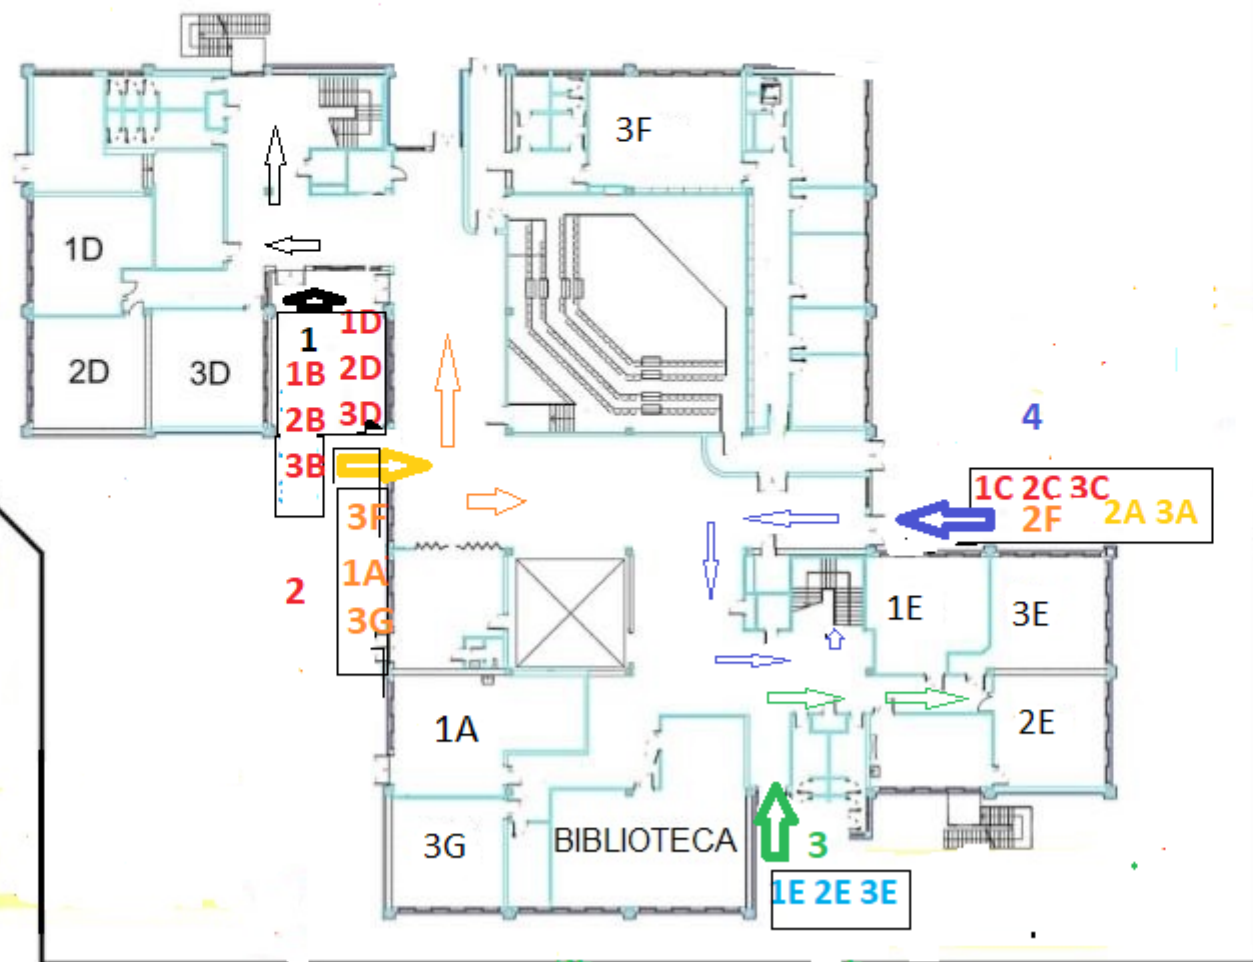 3F
1D
2D
3D
1
1D
1B
2D
2B
3D
3B
4
1C 2C 3C
2F
2A 3A
3F
1A
3G
2
1E
3E
2E
1A
3G
BIBLIOTECA
3
1E 2E 3E